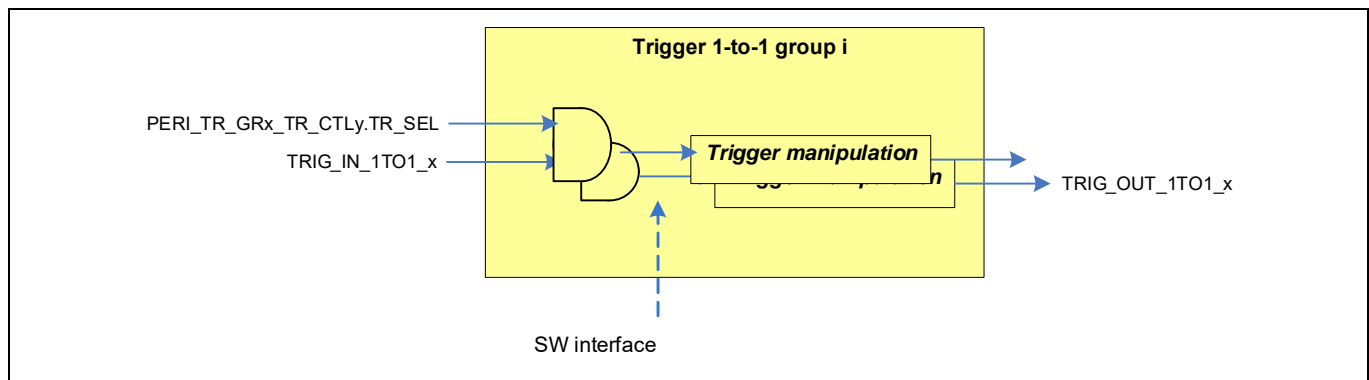 Trigger 1-to-1 group i
PERI_TR_GRx_TR_CTLy.TR_SEL
TRIG_IN_1TO1_x
Trigger manipulation
TRIG_OUT_1TO1_x
SW interface